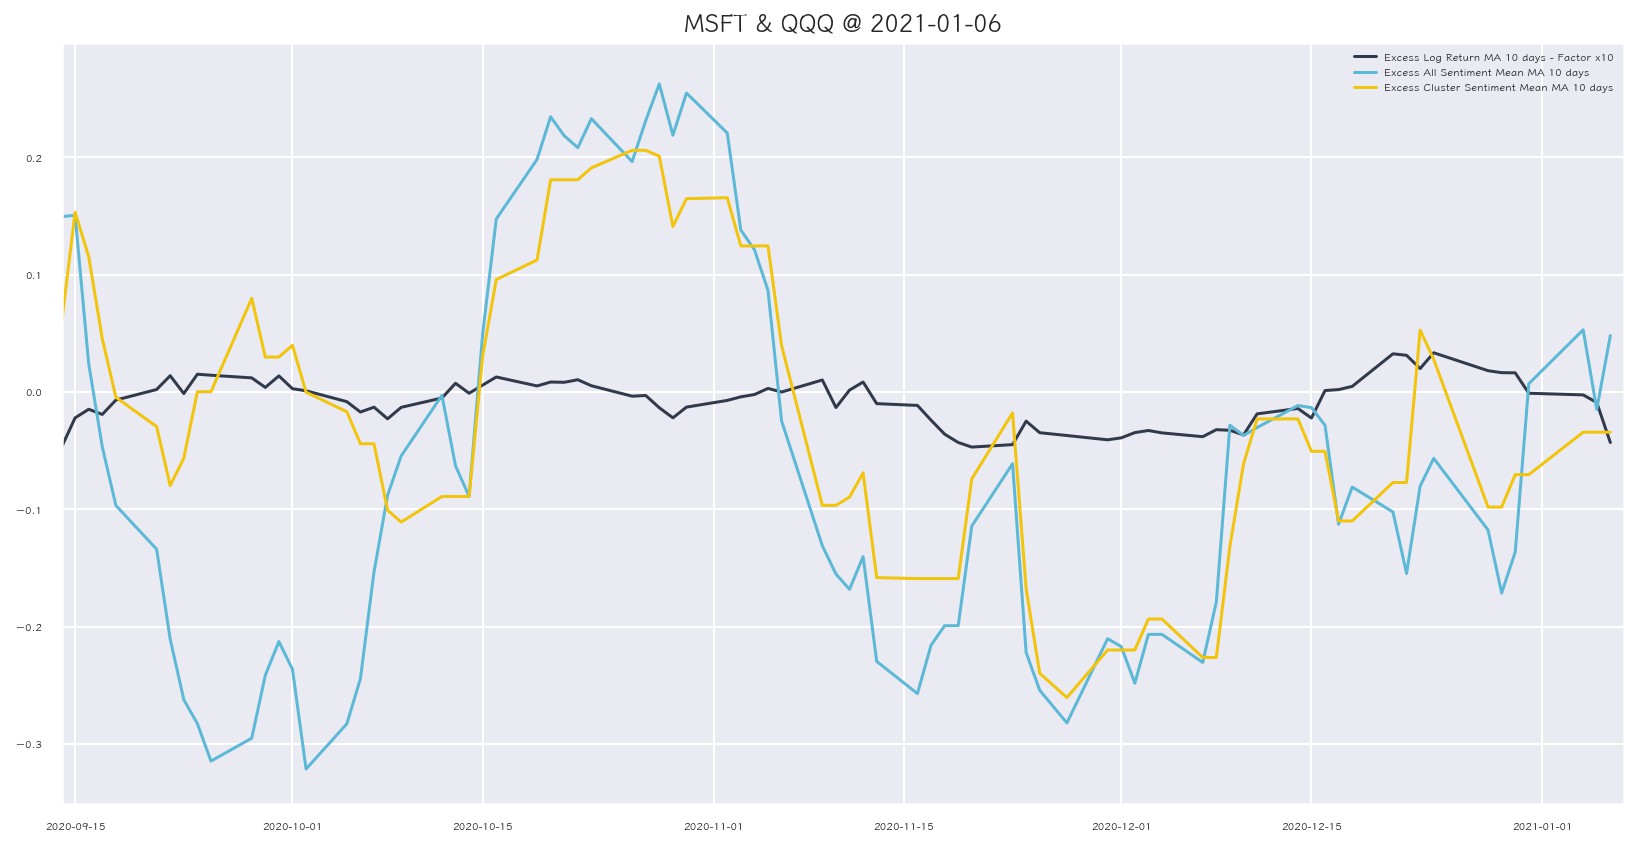 MSFT & QQQ @ 2021-01-06
Excess Log Return MA 10 days - Factor x10
Excess All Sentiment Mean MA 10 days
Excess Cluster Sentiment Mean MA 10 days
0.2
0.1
0.0
−0.1
−0.2
−0.3
2020-09-15 2020-10-01 2020-10-15 2020-11-01 2020-11-15 2020-12-01 2020-12-15 2021-01-01